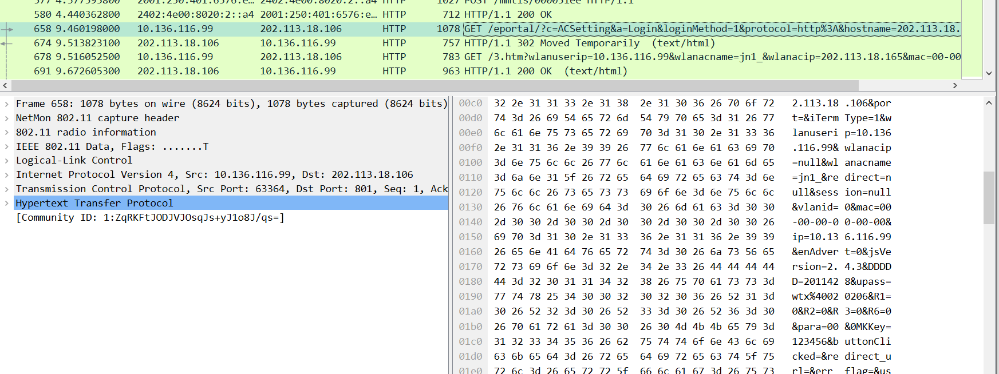 577 4.377595800 2001:250:401:6576:e… 2402:4e00:8020:2::a4 HTTP 1027 POST /mmtls/000051ee HTTP/1.1
580 4.440362800 2402:4e00:8020:2::a4 2001:250:401:6576:e… HTTP 712 HTTP/1.1 200 OK
658 9.460198000 10.136.116.99 202.113.18.106 HTTP 1078 GET /eportal/?c=ACSetting&a=Login&loginMethod=1&protocol=http%3A&hostname=202.113.18.
674 9.513823100 202.113.18.106 10.136.116.99 HTTP 757 HTTP/1.1 302 Moved Temporarily (text/html)
678 9.516052500 10.136.116.99 202.113.18.106 HTTP 783 GET /3.htm?wlanuserip=10.136.116.99&wlanacname=jn1_&wlanacip=202.113.18.165&mac=00-00
691 9.672605300 202.113.18.106 10.136.116.99 HTTP 963 HTTP/1.1 200 OK (text/html)
Frame 658: 1078 bytes on wire (8624 bits), 1078 bytes captured (8624 bits)
NetMon 802.11 capture header
802.11 radio information
IEEE 802.11 Data, Flags: .......T
Logical-Link Control
Internet Protocol Version 4, Src: 10.136.116.99, Dst: 202.113.18.106
Transmission Control Protocol, Src Port: 63364, Dst Port: 801, Seq: 1, Ack
Hypertext Transfer Protocol
[Community ID: 1:ZqRKFtJODJVJOsqJs+yJ1o8J/qs=]
00c0 32 2e 31 31 33 2e 31 38 2e 31 30 36 26 70 6f 72 2.113.18 .106&por
00d0 74 3d 26 69 54 65 72 6d 54 79 70 65 3d 31 26 77 t=&iTerm Type=1&w
00e0 6c 61 6e 75 73 65 72 69 70 3d 31 30 2e 31 33 36 lanuseri p=10.136
00f0 2e 31 31 36 2e 39 39 26 77 6c 61 6e 61 63 69 70 .116.99& wlanacip
0100 3d 6e 75 6c 6c 26 77 6c 61 6e 61 63 6e 61 6d 65 =null&wl anacname
0110 3d 6a 6e 31 5f 26 72 65 64 69 72 65 63 74 3d 6e =jn1_&re direct=n
0120 75 6c 6c 26 73 65 73 73 69 6f 6e 3d 6e 75 6c 6c ull&sess ion=null
0130 26 76 6c 61 6e 69 64 3d 30 26 6d 61 63 3d 30 30 &vlanid= 0&mac=00
0140 2d 30 30 2d 30 30 2d 30 30 2d 30 30 2d 30 30 26 -00-00-0 0-00-00&
0150 69 70 3d 31 30 2e 31 33 36 2e 31 31 36 2e 39 39 ip=10.13 6.116.99
0160 26 65 6e 41 64 76 65 72 74 3d 30 26 6a 73 56 65 &enAdver t=0&jsVe
0170 72 73 69 6f 6e 3d 32 2e 34 2e 33 26 44 44 44 44 rsion=2. 4.3&DDDD
0180 44 3d 32 30 31 31 34 32 38 26 75 70 61 73 73 3d D=201142 8&upass=
0190 77 74 78 25 34 30 30 32 30 32 30 36 26 52 31 3d wtx%4002 0206&R1=
01a0 30 26 52 32 3d 30 26 52 33 3d 30 26 52 36 3d 30 0&R2=0&R 3=0&R6=0
01b0 26 70 61 72 61 3d 30 30 26 30 4d 4b 4b 65 79 3d &para=00 &0MKKey=
01c0 31 32 33 34 35 36 26 62 75 74 74 6f 6e 43 6c 69 123456&b uttonCli
01d0 63 6b 65 64 3d 26 72 65 64 69 72 65 63 74 5f 75 cked=&re direct_u
01e0 72 6c 3d 26 65 72 72 5f 66 6c 61 67 3d 26 75 73 rl=&err_ flag=&us